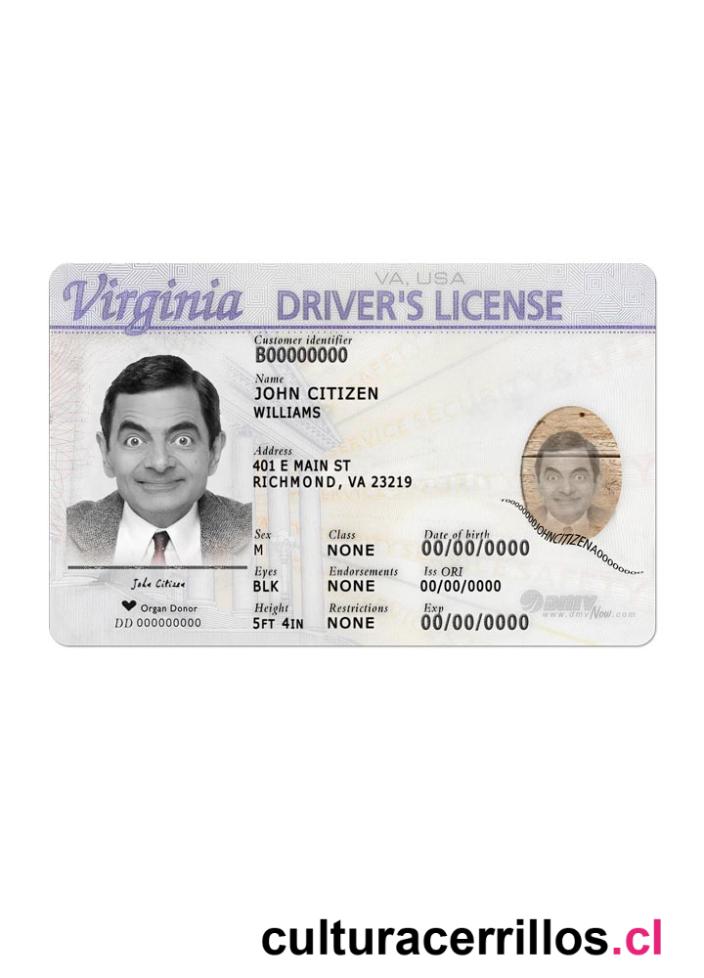 VA, USA
Virginia DRIVER'S LICENSE
Customer identifier
B00000000
Name
JOHN CITIZEN
WILLIAMS
Address
401 E MAIN ST
RICHMOND, VA 23219
Sex
M
Class
NONE
Date of birth
00/00/0000
Eyes
BLK
Endorsements
NONE
Iss ORI
00/00/0000
Height
5FT 4IN
Restrictions
NONE
Exp
00/00/0000
John Citizen
Organ Donor
DD 000000000
DMV
www.dmvNow.com
culturacerrillos.cl